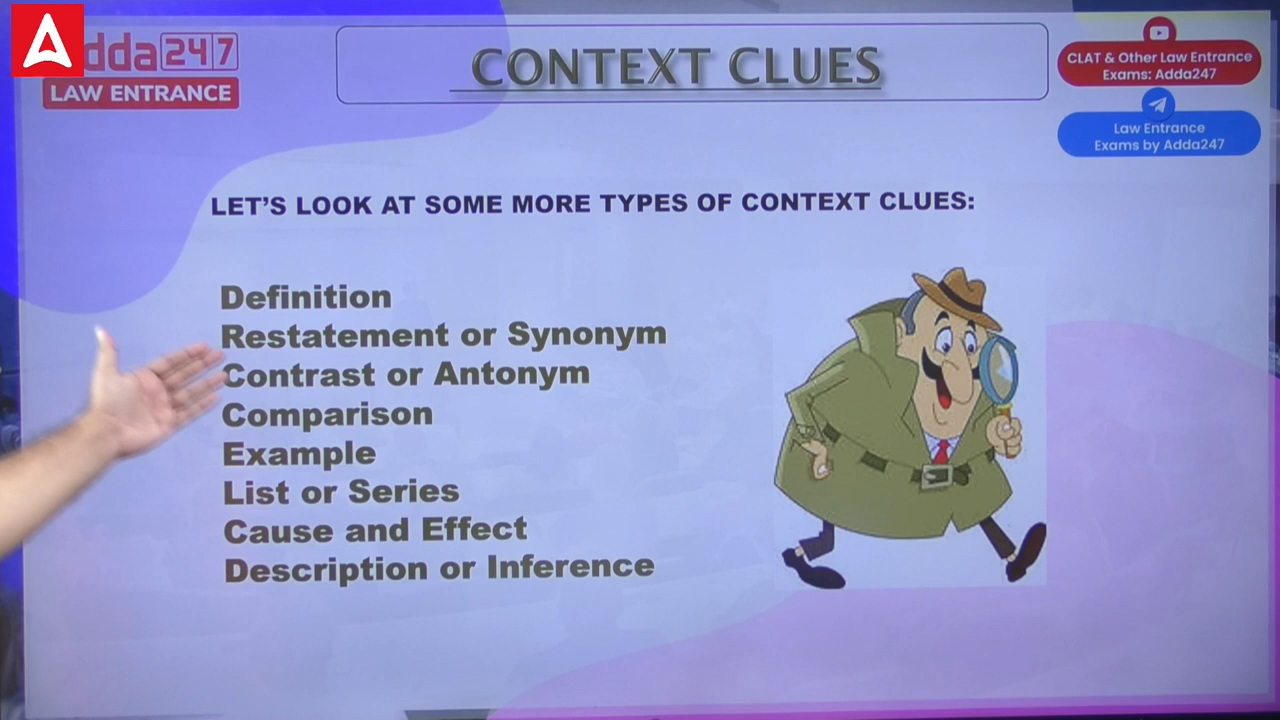 dda247
LAW ENTRANCE
CONTEXT CLUES
CLAT & Other Law Entrance
Exams: Adda247
Law Entrance
Exams by Adda247
LET'S LOOK AT SOME MORE TYPES OF CONTEXT CLUES:
Definition
Restatement or Synonym
Contrast or Antonym
Comparison
Example
List or Series
Cause and Effect
Description or Inference